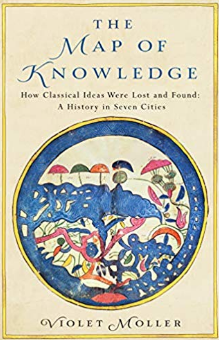 THE
MAP OF
KNOWLEDGE
How Classical Ideas Were Lost and Found:
A History in Seven Cities
VIOLET MOLLER